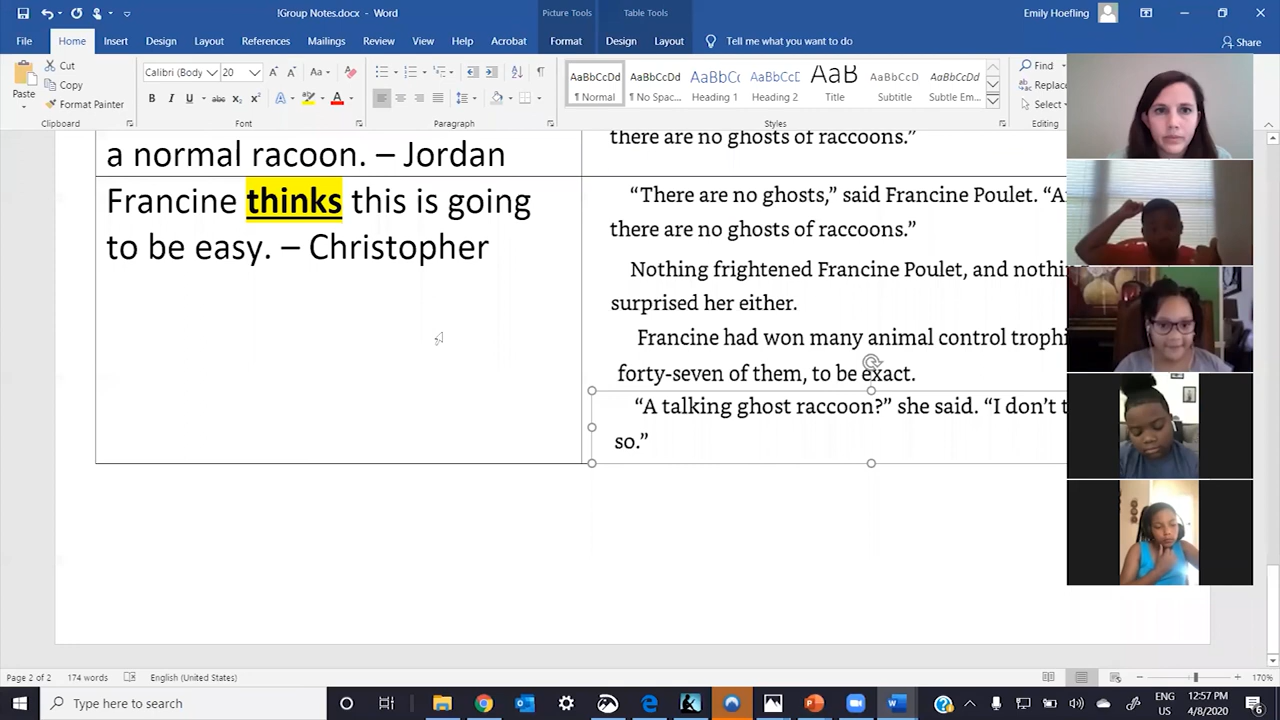 IGroup Notes.docx - Word
Picture Tools
Table Tools
Emily Hoefling
File
Home
Insert
Design
Layout
References
Mailings
Review
View
Help
Acrobat
Format
Design
Layout
Tell me what you want to do
Share
Paste
Cut
Copy
Format Painter
Clipboard
Calibri (Body
20
Font
Paragraph
AaBbCcDd
¶ Normal
AaBbCcDd
¶ No Spac...
AaBbC(
Heading 1
AaBbCcI
Heading 2
AaB
Title
AaBbCcD
Subtitle
AaBbCcDd
Subtle Em...
Styles
Find
Replace
Select
Editing
a normal racoon. – Jordan
there are no ghosts of raccoons.”
Francine thinks this is going
to be easy. – Christopher
“There are no ghosts,” said Francine Poulet. “A
there are no ghosts of raccoons.”
Nothing frightened Francine Poulet, and nothin
surprised her either.
Francine had won many animal control trophi
forty-seven of them, to be exact.
“A talking ghost raccoon?” she said. “I don’t t
so.”
Page 2 of 2
174 words
English (United States)
170%
Type here to search
ENG
US
12:57 PM
4/8/2020
6